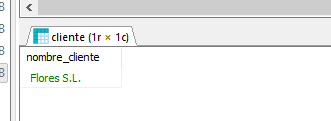 cliente (1r × 1c)
nombre_cliente
Flores S.L.